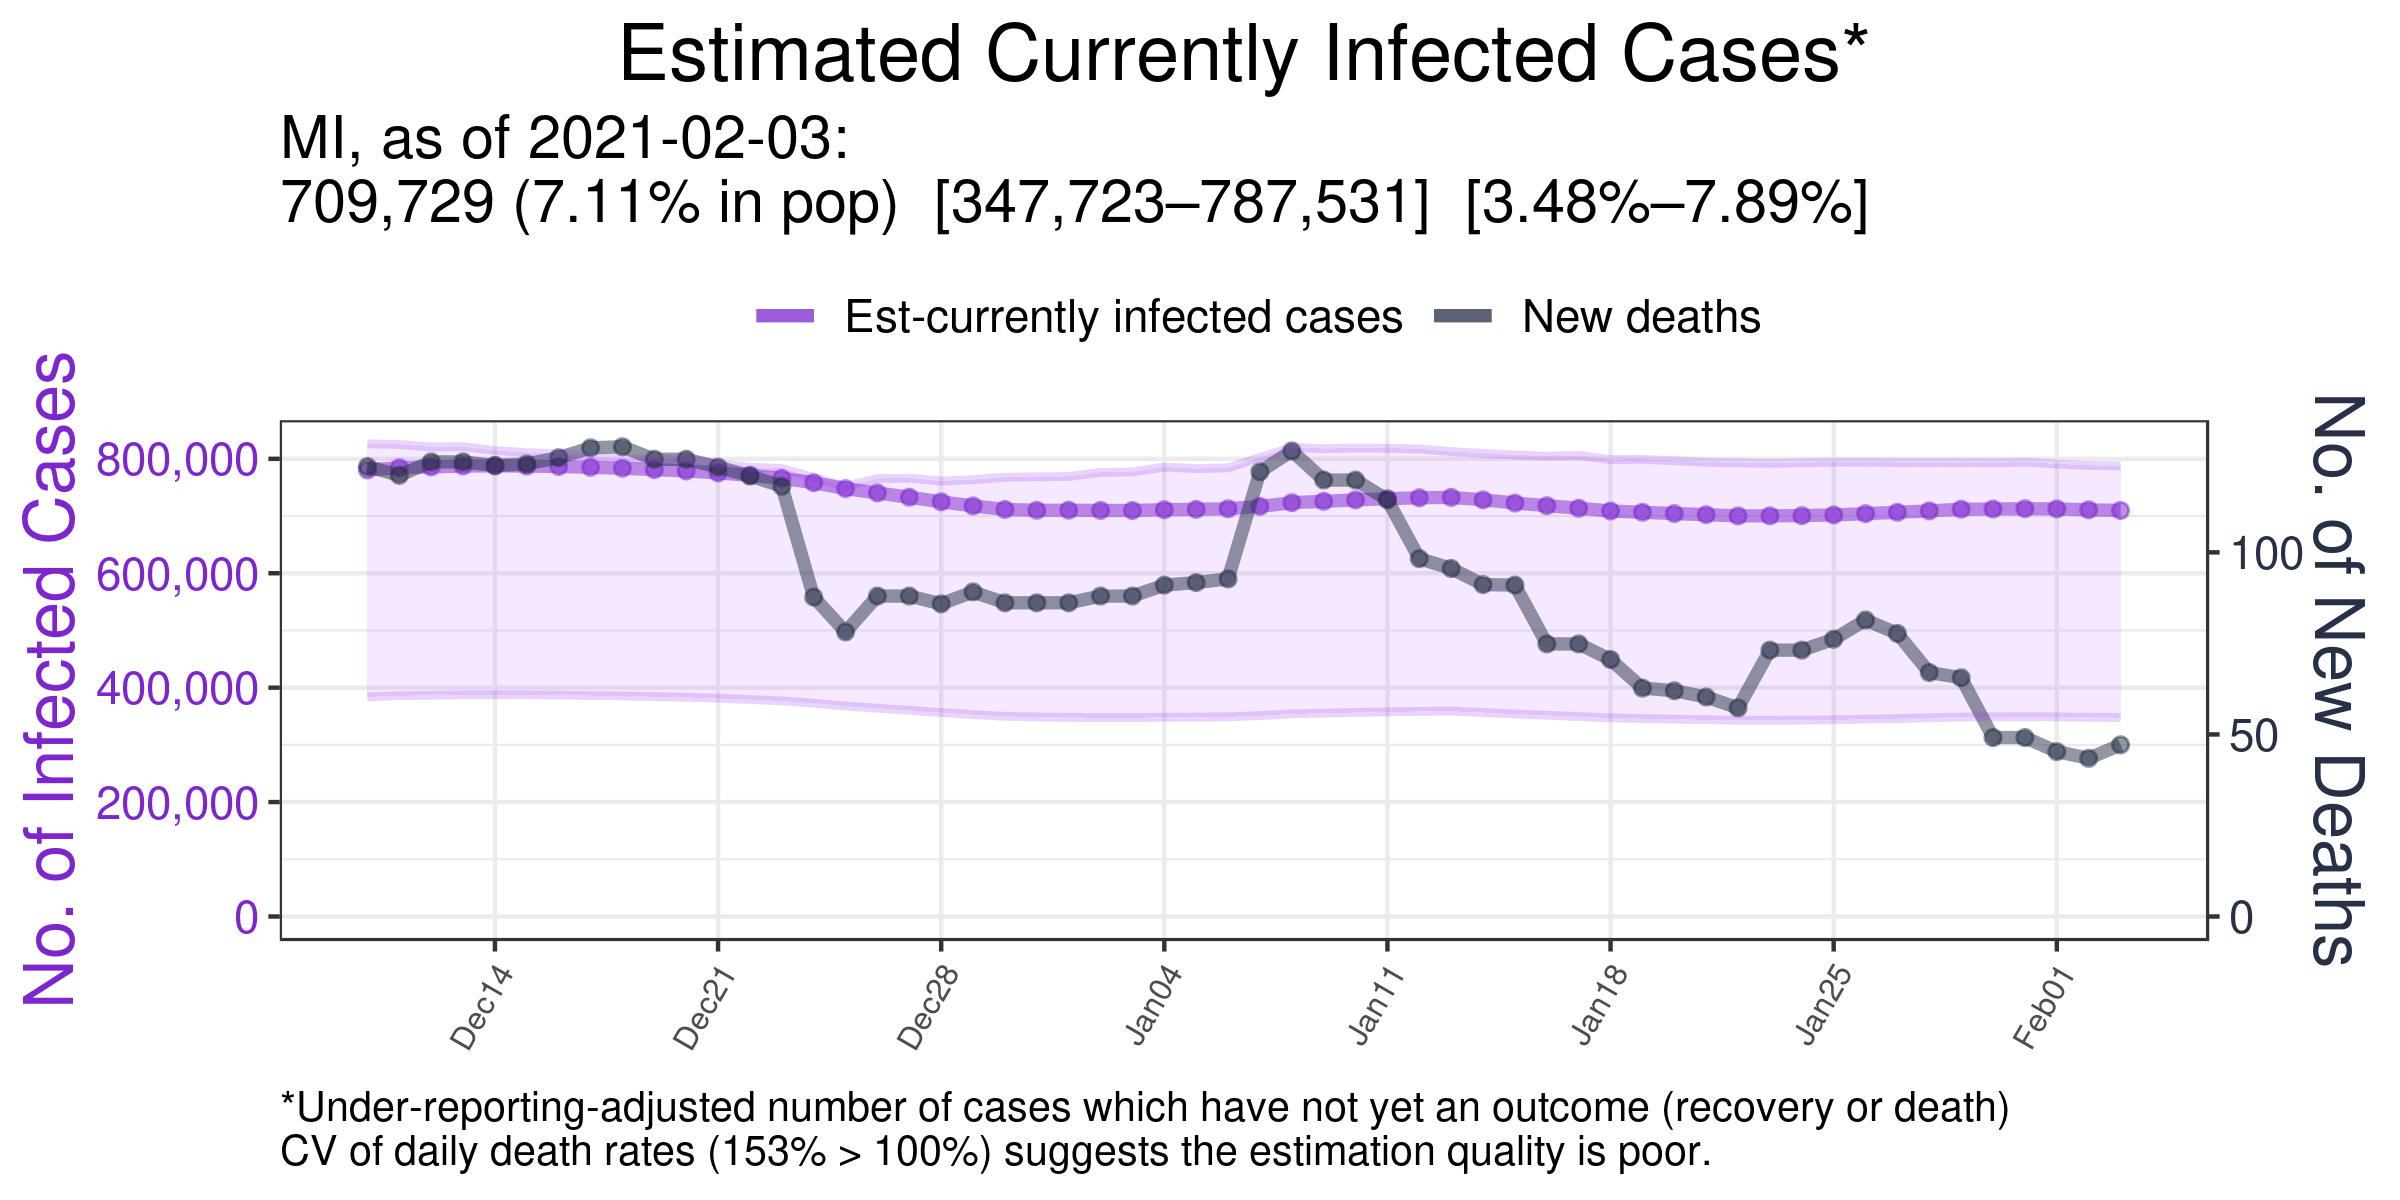 Estimated Currently Infected Cases*
MI, as of 2021-02-03:
709,729 (7.11% in pop) [347,723–787,531] [3.48%–7.89%]
Est-currently infected cases
New deaths
No. of Infected Cases
800,000
600,000
400,000
200,000
0
No. of New Deaths
100
50
0
Dec14
Dec21
Dec28
Jan04
Jan11
Jan18
Jan25
Feb01
*Under-reporting-adjusted number of cases which have not yet an outcome (recovery or death)
CV of daily death rates (153% > 100%) suggests the estimation quality is poor.